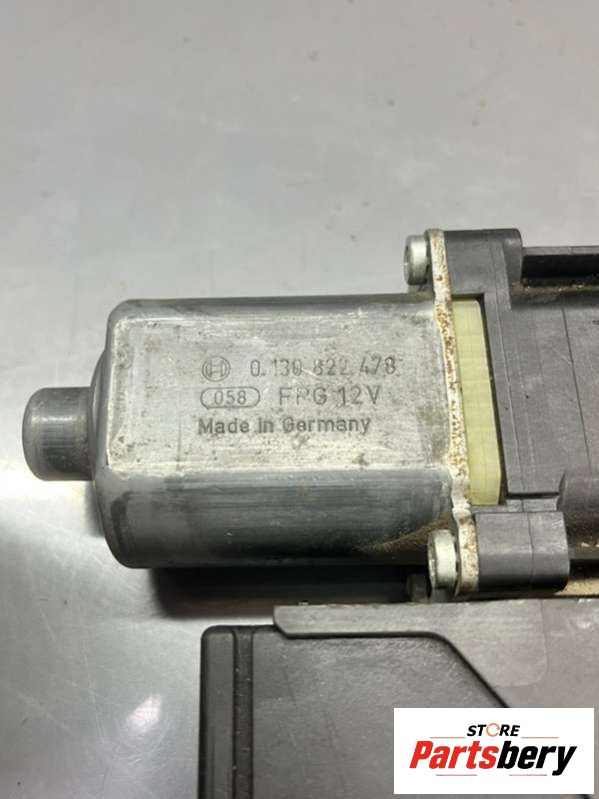 0 130 822 478
058 FPG 12V
Made in Germany
STORE
Partsbery